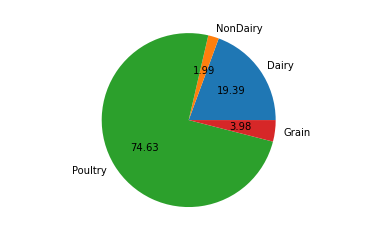 NonDairy
1.99
Dairy
19.39
3.98
Grain
74.63
Poultry